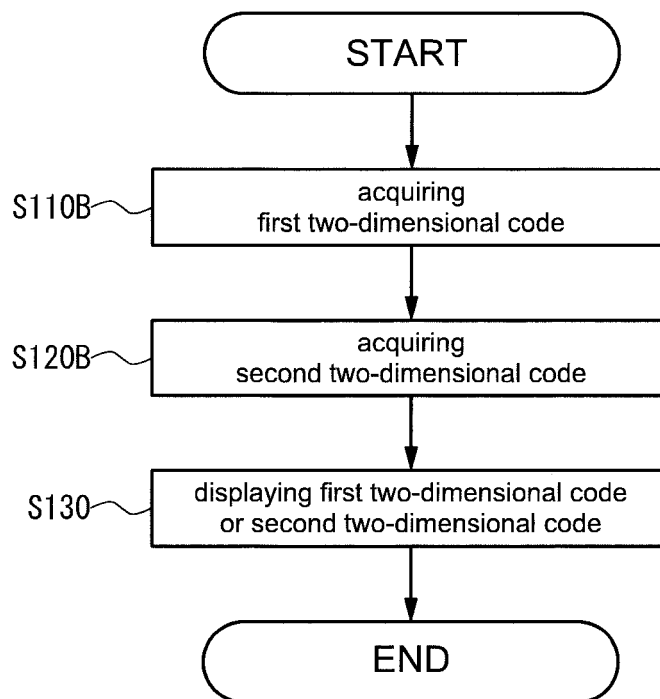 START
S110B
acquiring
first two-dimensional code
S120B
acquiring
second two-dimensional code
S130
displaying first two-dimensional code
or second two-dimensional code
END